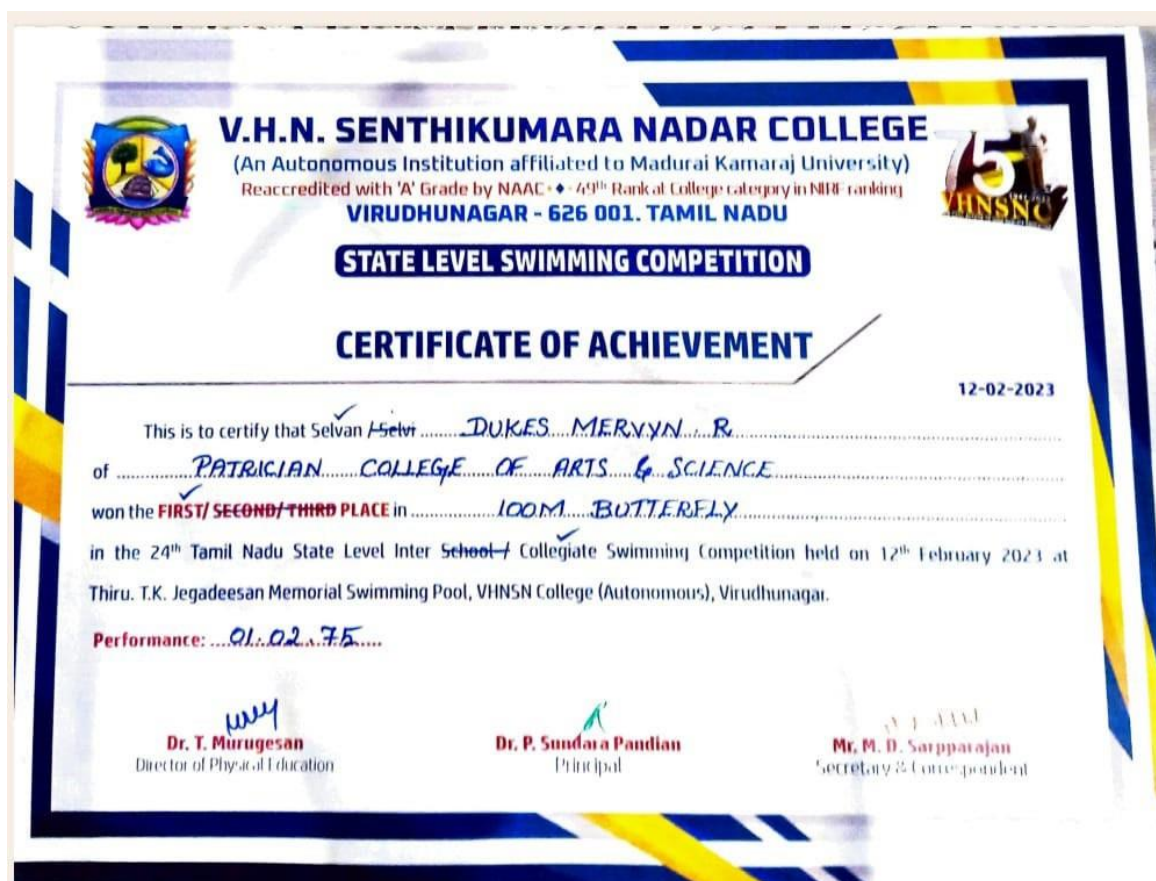 V.H.N. SENTHIKUMARA NADAR COLLEGE
(An Autonomous Institution affiliated to Madurai Kamaraj University)
Reaccredited with 'A' Grade by NAAC • ♦ • 49th Rank at College category in NIRF ranking
VIRUDHUNAGAR - 626 001. TAMIL NADU
75
VHNSNC
STATE LEVEL SWIMMING COMPETITION
CERTIFICATE OF ACHIEVEMENT
12-02-2023
This is to certify that Selvan / Selvi DUKES MERVYN. R
of PATRICIAN COLLEGE OF ARTS & SCIENCE
won the FIRST/ SECOND/ THIRD PLACE in 100M BUTTERFLY
in the 24th Tamil Nadu State Level Inter School / Collegiate Swimming Competition held on 12th February 2023 at
Thiru. T.K. Jegadeesan Memorial Swimming Pool, VHNSN College (Autonomous), Virudhunagar.
Performance: 01.02.75
Dr. T. Murugesan
Director of Physical Education
Dr. P. Sundara Pandian
Principal
Mr. M. D. Sarpparajan
Secretary & Correspondent